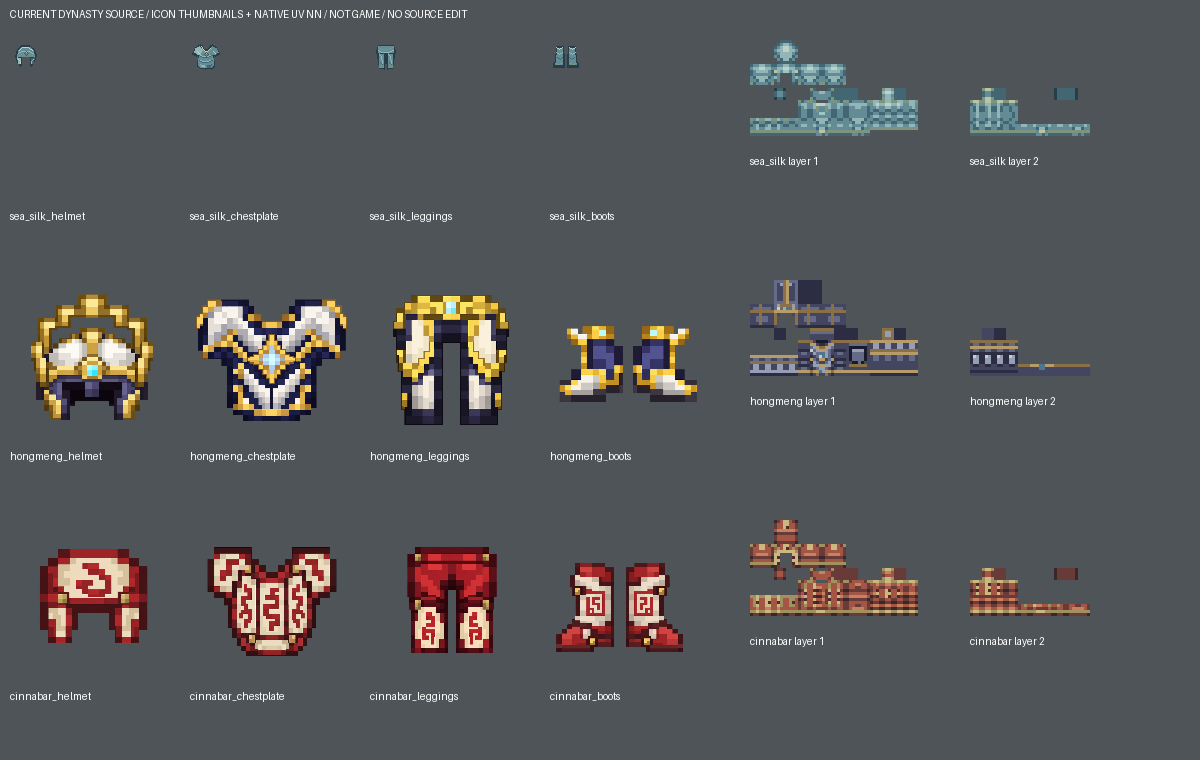 CURRENT DYNASTY SOURCE / ICON THUMBNAILS + NATIVE UV NN / NOT GAME / NO SOURCE EDIT
sea_silk layer 1
sea_silk layer 2
sea_silk_helmet
sea_silk_chestplate
sea_silk_leggings
sea_silk_boots
hongmeng layer 1
hongmeng layer 2
hongmeng_helmet
hongmeng_chestplate
hongmeng_leggings
hongmeng_boots
cinnabar layer 1
cinnabar layer 2
cinnabar_helmet
cinnabar_chestplate
cinnabar_leggings
cinnabar_boots